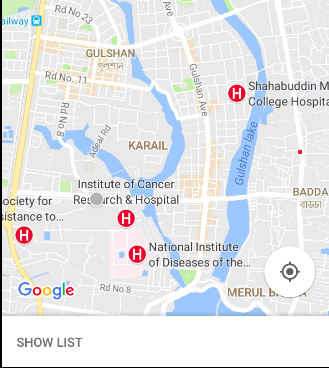 Rd No. 23
ailway
GULSHAN
গুলশান
Rd No. 11
Gulshan Ave
Shahabuddin M
College Hospita
Rd No 8
Adeal Rd
KARAIL
Gulshan lake
Institute of Cancer
Research & Hospital
BADDA
বাড্ডা
ociety for
sistance to...
National Institute
of Diseases of the...
Google
Rd No 8
MERUL BA
A
SHOW LIST